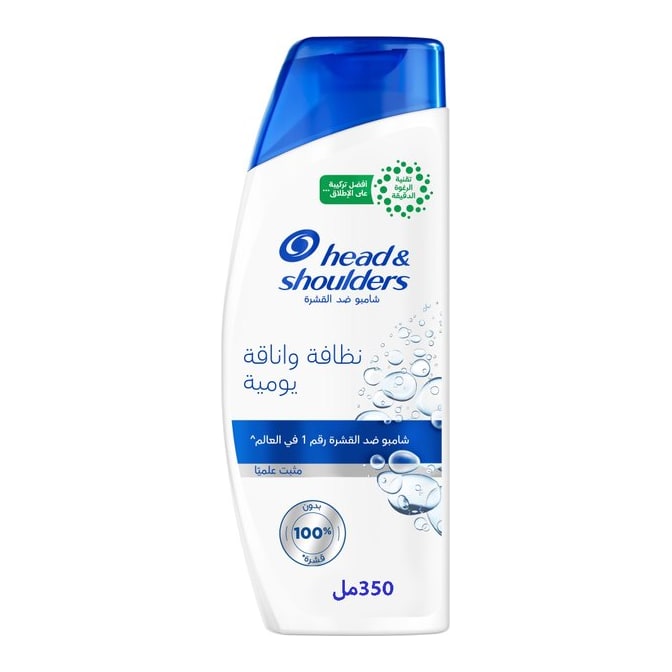 أفضل تركيبة
على الإطلاق...
تقنية
الرغوة
الدقيقة
head &
shoulders
شامبو ضد القشرة
نظافة واناقة
يومية
شامبو ضد القشرة رقم 1 في العالم^
مثبت علميًا
بدون
100%
قشرة*
350مل